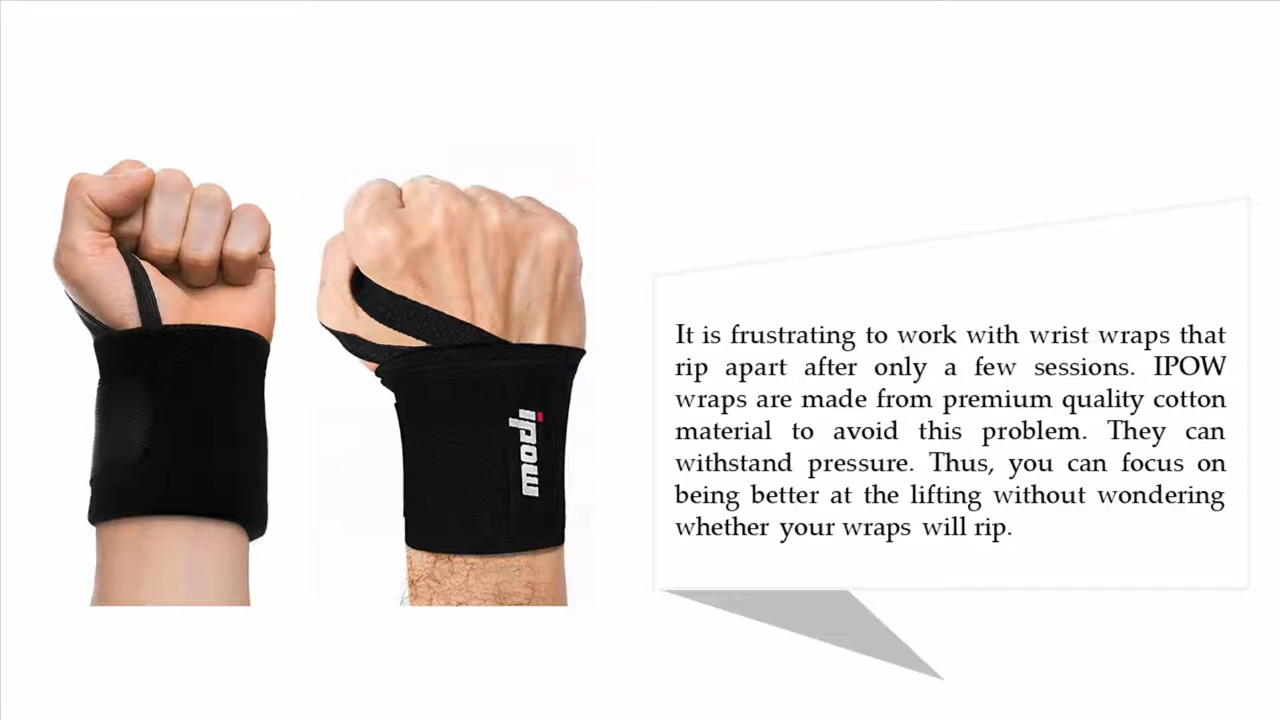 ipow
It is frustrating to work with wrist wraps that
rip apart after only a few sessions. IPOW
wraps are made from premium quality cotton
material to avoid this problem. They can
withstand pressure. Thus, you can focus on
being better at the lifting without wondering
whether your wraps will rip.